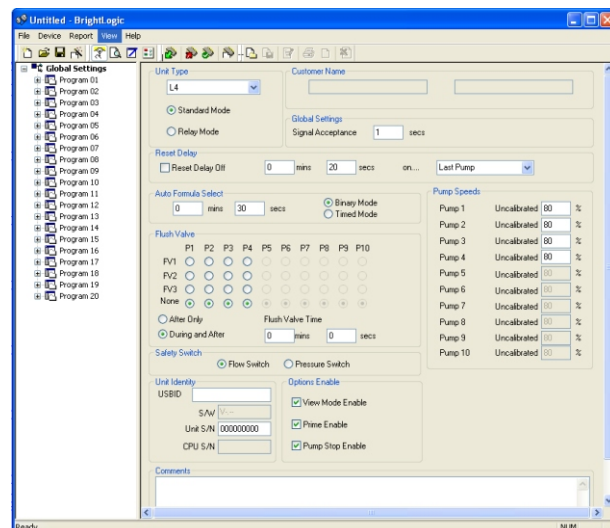 Untitled - BrightLogic
File Device Report View Help
Global Settings
Program 01
Program 02
Program 03
Program 04
Program 05
Program 06
Program 07
Program 08
Program 09
Program 10
Program 11
Program 12
Program 13
Program 14
Program 15
Program 16
Program 17
Program 18
Program 19
Program 20
Unit Type
L4
Standard Mode
Relay Mode
Customer Name
Global Settings
Signal Acceptance 1 secs
Reset Delay
Reset Delay Off 0 mins 20 secs on.... Last Pump
Auto Formula Select
0 mins 30 secs
Binary Mode
Timed Mode
Flush Valve
P1 P2 P3 P4 P5 P6 P7 P8 P9 P10
FV1
FV2
FV3
None
After Only
During and After
Flush Valve Time
0 mins 0 secs
Safety Switch
Flow Switch Pressure Switch
Unit Identity
USBID
S/W V-.--
Unit S/N 000000000
CPU S/N
Options Enable
View Mode Enable
Prime Enable
Pump Stop Enable
Pump Speeds
Pump 1 Uncalibrated 80 %
Pump 2 Uncalibrated 80 %
Pump 3 Uncalibrated 80 %
Pump 4 Uncalibrated 80 %
Pump 5 Uncalibrated 80 %
Pump 6 Uncalibrated 80 %
Pump 7 Uncalibrated 80 %
Pump 8 Uncalibrated 80 %
Pump 9 Uncalibrated 80 %
Pump 10 Uncalibrated 80 %
Comments
Ready
NUM